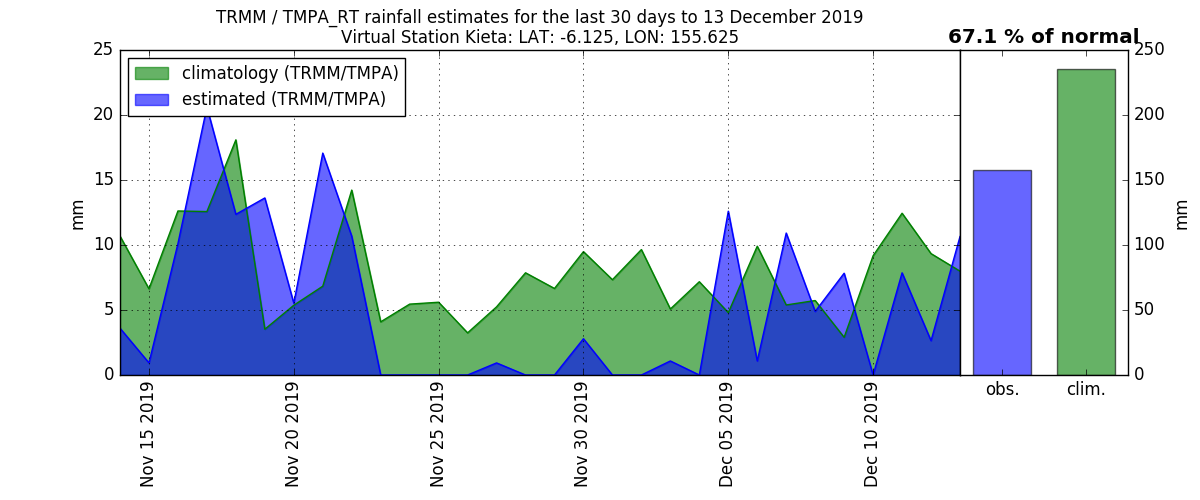 TRMM / TMPA_RT rainfall estimates for the last 30 days to 13 December 2019
Virtual Station Kieta: LAT: -6.125, LON: 155.625
67.1 % of normal
climatology (TRMM/TMPA)
estimated (TRMM/TMPA)
25
20
15
10
5
0
mm
250
200
150
100
50
0
mm
Nov 15 2019
Nov 20 2019
Nov 25 2019
Nov 30 2019
Dec 05 2019
Dec 10 2019
obs.
clim.